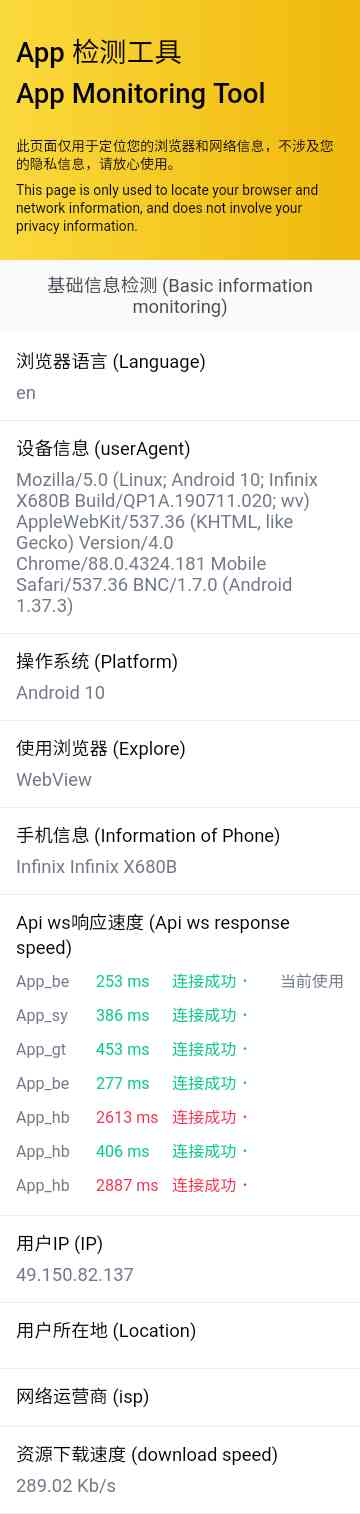 App 检测工具
App Monitoring Tool
此页面仅用于定位您的浏览器和网络信息，不涉及您
的隐私信息，请放心使用。
This page is only used to locate your browser and
network information, and does not involve your
privacy information.
基础信息检测 (Basic information
monitoring)
浏览器语言 (Language)
en
设备信息 (userAgent)
Mozilla/5.0 (Linux; Android 10; Infinix
X680B Build/QP1A.190711.020; wv)
AppleWebKit/537.36 (KHTML, like
Gecko) Version/4.0
Chrome/88.0.4324.181 Mobile
Safari/537.36 BNC/1.7.0 (Android
1.37.3)
操作系统 (Platform)
Android 10
使用浏览器 (Explore)
WebView
手机信息 (Information of Phone)
Infinix Infinix X680B
Api ws响应速度 (Api ws response
speed)
App_be 253 ms 连接成功 · 当前使用
App_sy 386 ms 连接成功 ·
App_gt 453 ms 连接成功 ·
App_be 277 ms 连接成功 ·
App_hb 2613 ms 连接成功 ·
App_hb 406 ms 连接成功 ·
App_hb 2887 ms 连接成功 ·
用户IP (IP)
49.150.82.137
用户所在地 (Location)
网络运营商 (isp)
资源下载速度 (download speed)
289.02 Kb/s